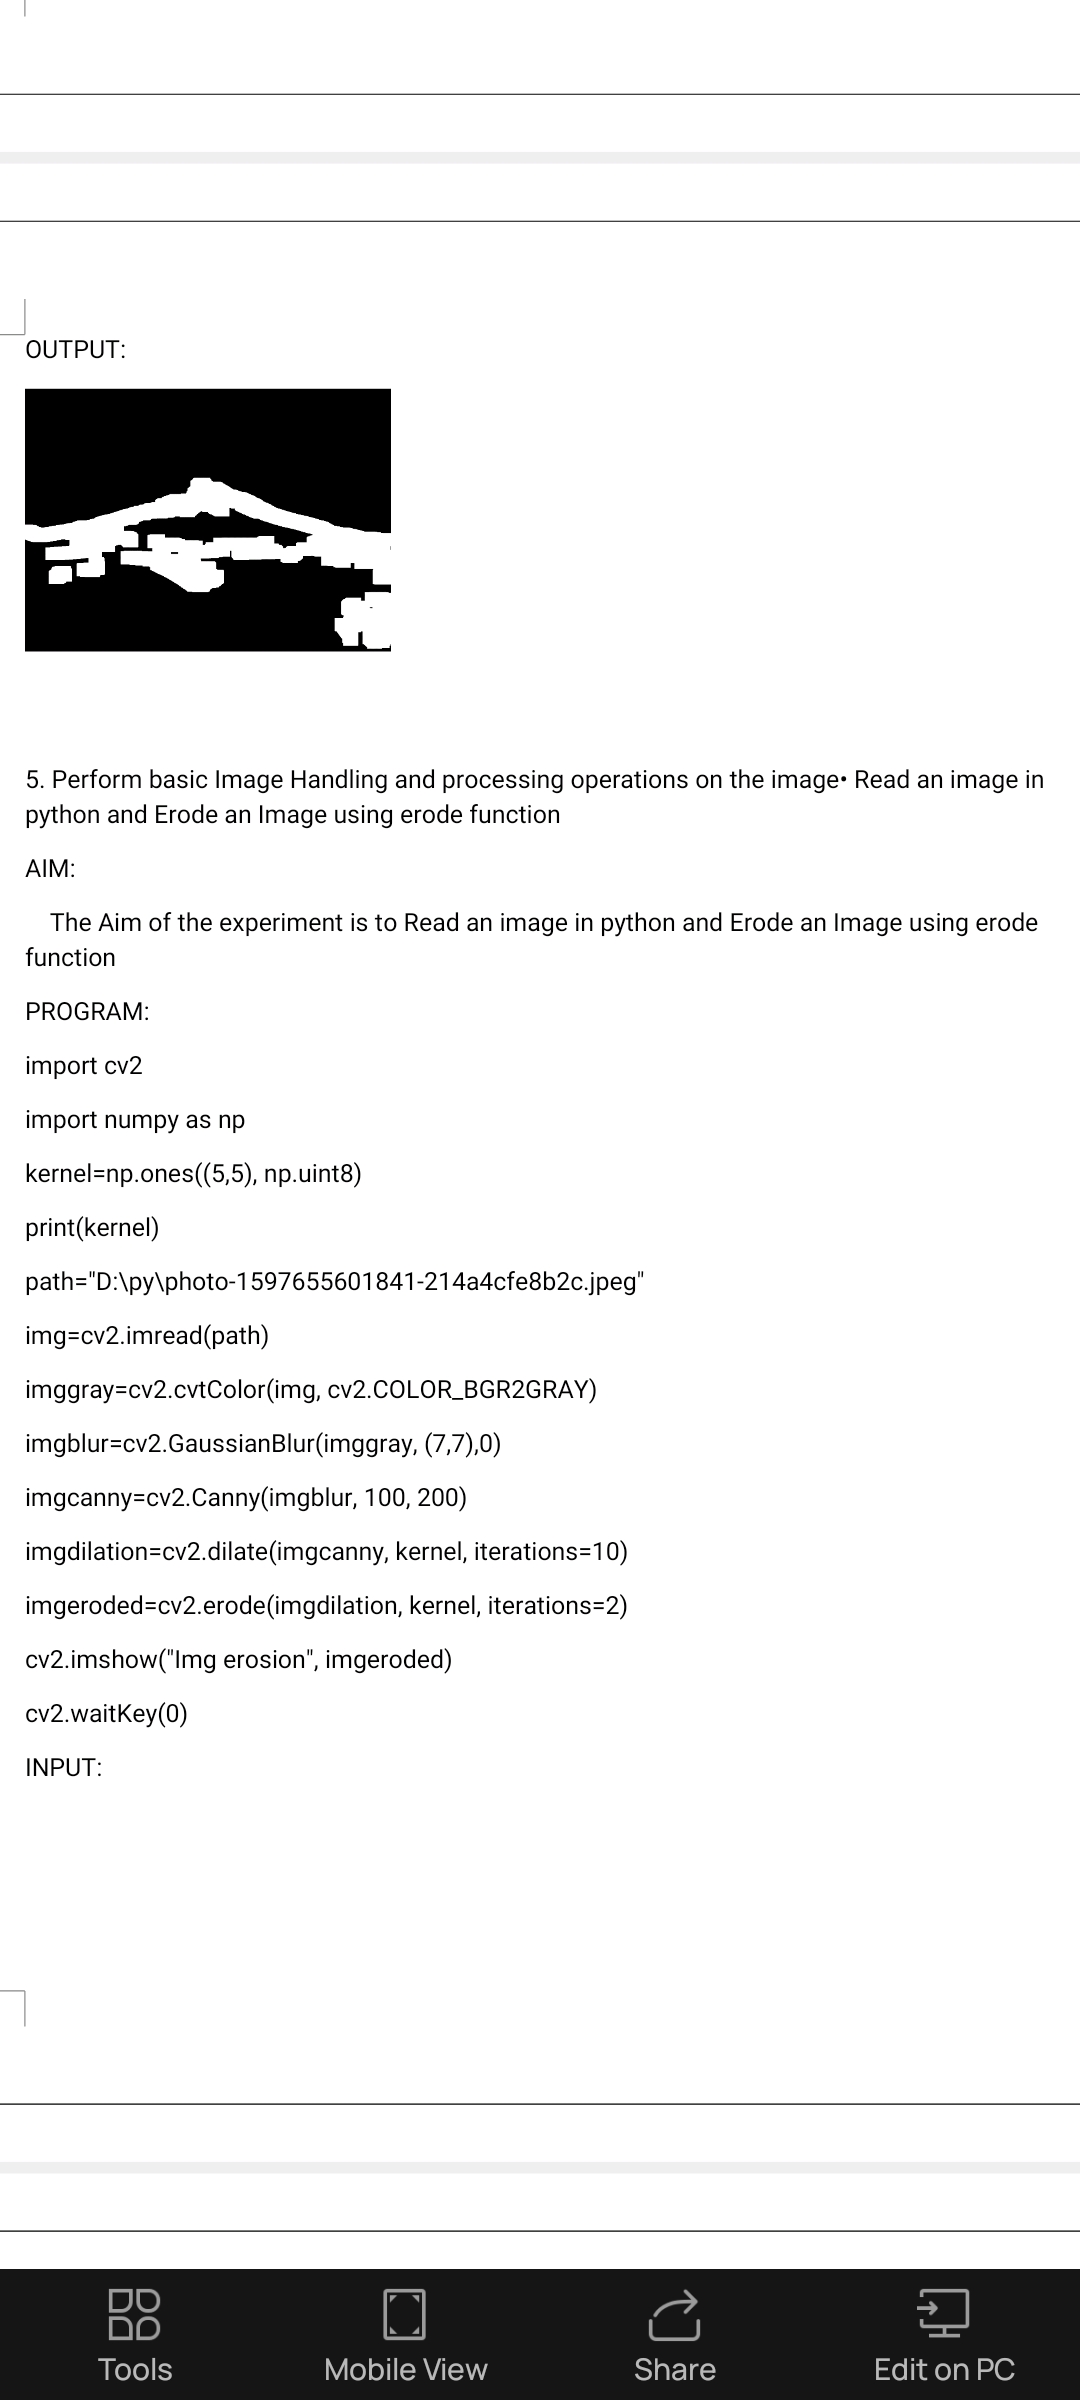 OUTPUT:
5. Perform basic Image Handling and processing operations on the image• Read an image in
python and Erode an Image using erode function
AIM:
The Aim of the experiment is to Read an image in python and Erode an Image using erode
function
PROGRAM:
import cv2
import numpy as np
kernel=np.ones((5,5), np.uint8)
print(kernel)
path="D:\py\photo-1597655601841-214a4cfe8b2c.jpeg"
img=cv2.imread(path)
imggray=cv2.cvtColor(img, cv2.COLOR_BGR2GRAY)
imgblur=cv2.GaussianBlur(imggray, (7,7),0)
imgcanny=cv2.Canny(imgblur, 100, 200)
imgdilation=cv2.dilate(imgcanny, kernel, iterations=10)
imgeroded=cv2.erode(imgdilation, kernel, iterations=2)
cv2.imshow("Img erosion", imgeroded)
cv2.waitKey(0)
INPUT:
Tools Mobile View Share Edit on PC